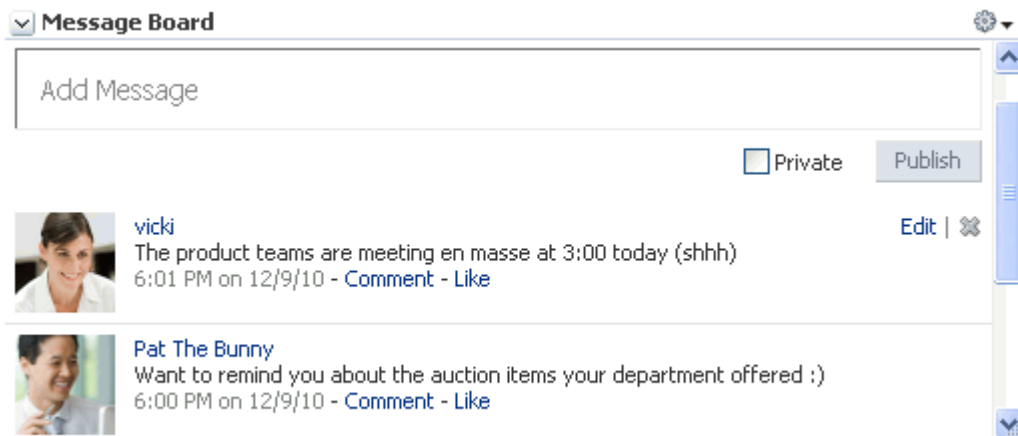 Message Board
Add Message
Private Publish
vicki Edit |
The product teams are meeting en masse at 3:00 today (shhh)
6:01 PM on 12/9/10 - Comment - Like
Pat The Bunny
Want to remind you about the auction items your department offered :)
6:00 PM on 12/9/10 - Comment - Like